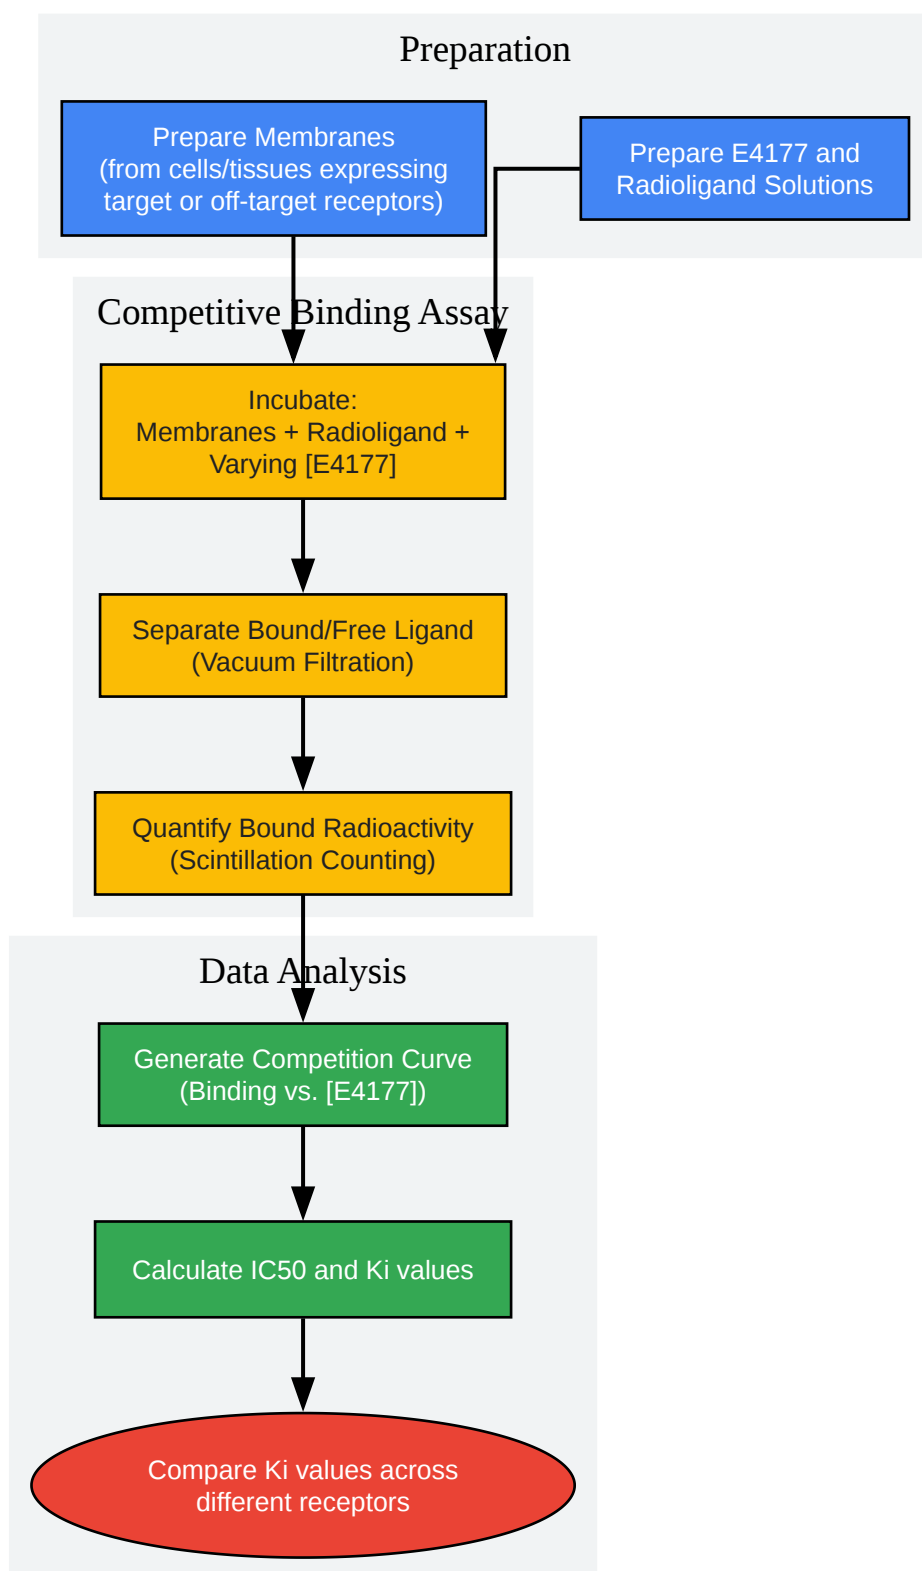 Preparation
Prepare Membranes
(from cells/tissues expressing
target or off-target receptors)
Prepare E4177 and
Radioligand Solutions
Competitive Binding Assay
Incubate:
Membranes + Radioligand +
Varying [E4177]
Separate Bound/Free Ligand
(Vacuum Filtration)
Quantify Bound Radioactivity
(Scintillation Counting)
Data Analysis
Generate Competition Curve
(Binding vs. [E4177])
Calculate IC50 and Ki values
Compare Ki values across
different receptors